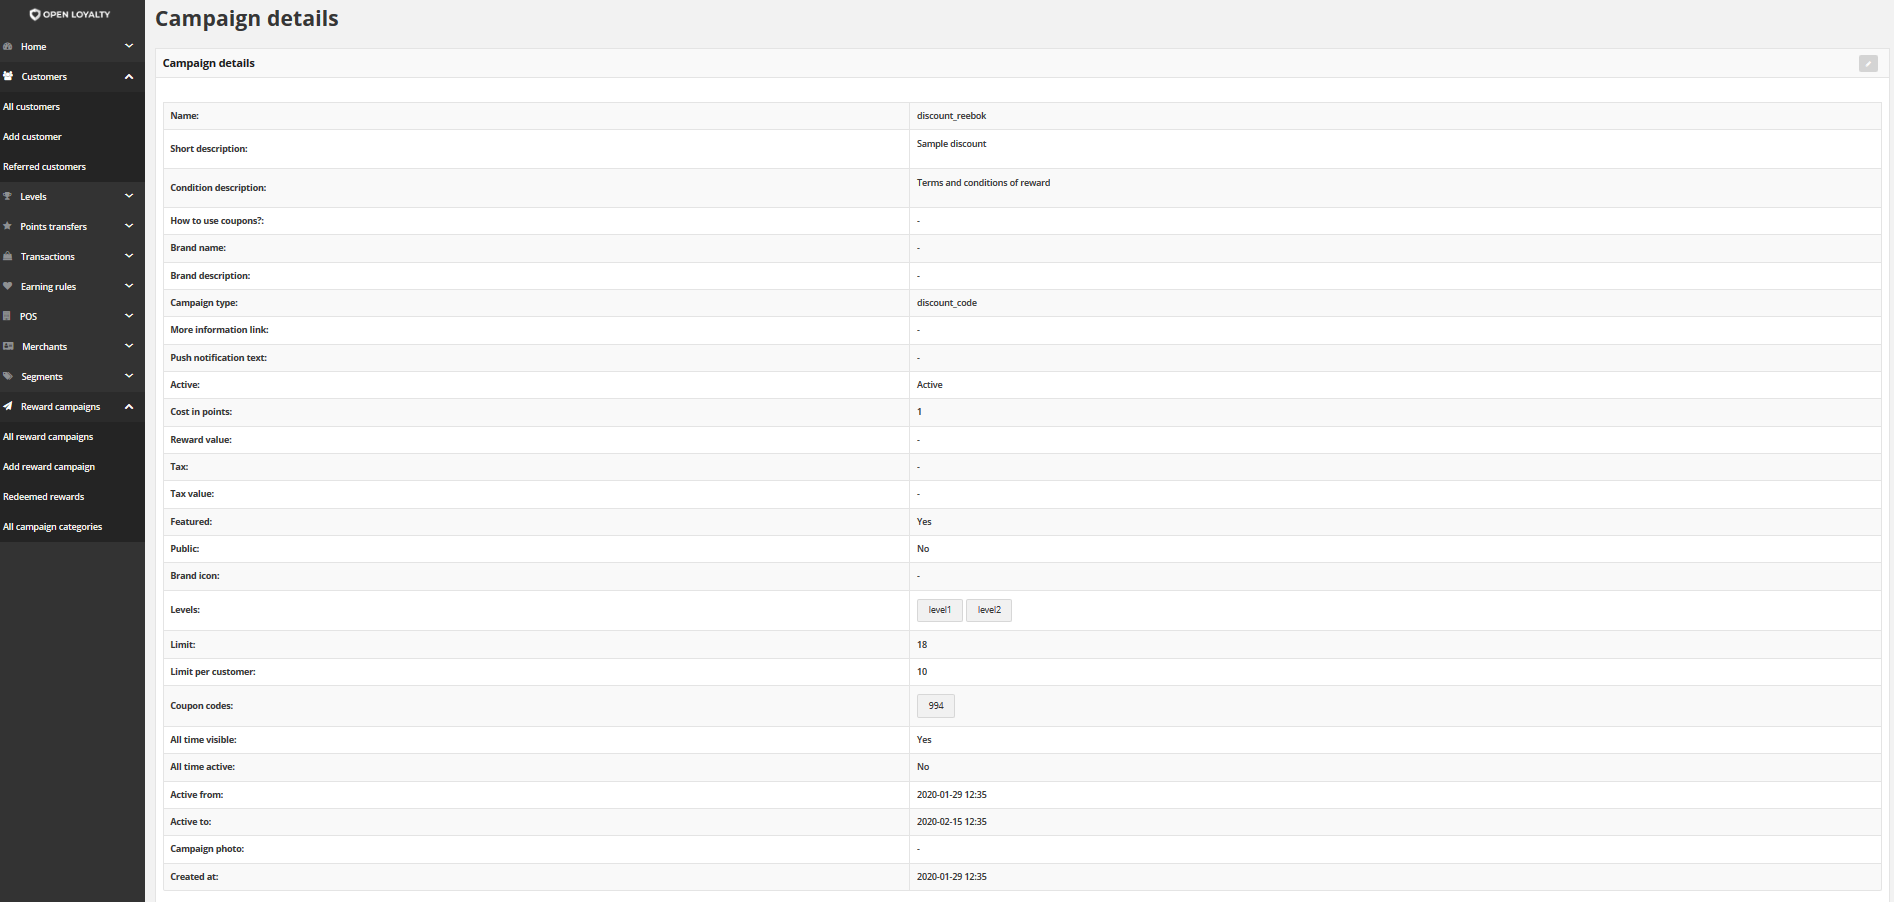 OPEN LOYALTY
Home
Customers
All customers
Add customer
Referred customers
Levels
Points transfers
Transactions
Earning rules
POS
Merchants
Segments
Reward campaigns
All reward campaigns
Add reward campaign
Redeemed rewards
All campaign categories
Campaign details
Campaign details
Name: discount_reebok
Short description: Sample discount
Condition description: Terms and conditions of reward
How to use coupons?: -
Brand name: -
Brand description: -
Campaign type: discount_code
More information link: -
Push notification text: -
Active: Active
Cost in points: 1
Reward value: -
Tax: -
Tax value: -
Featured: Yes
Public: No
Brand icon: -
Levels: level1 level2
Limit: 18
Limit per customer: 10
Coupon codes: 994
All time visible: Yes
All time active: No
Active from: 2020-01-29 12:35
Active to: 2020-02-15 12:35
Campaign photo: -
Created at: 2020-01-29 12:35